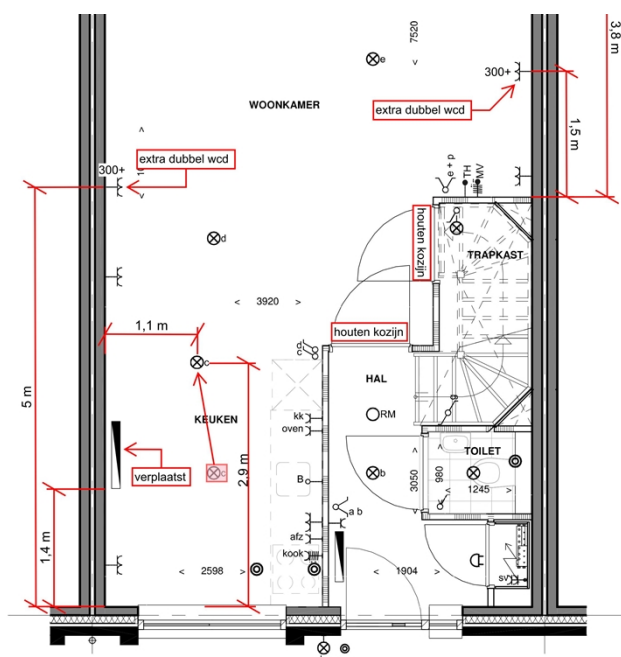 7520
3,8 m
e
300+
extra dubbel wcd
WOONKAMER
1,5 m
extra dubbel wcd
300+
e + p
TH
MV
houten kozijn
TRAPKAST
d
3920
1,1 m
houten kozijn
d
c
c
HAL
5 m
KEUKEN
kk
oven
RM
a
TOILET
verplaatst
c
2,9 m
B
b
3050
980
1245
a b
1,4 m
afz
kook
2598
1904
sv